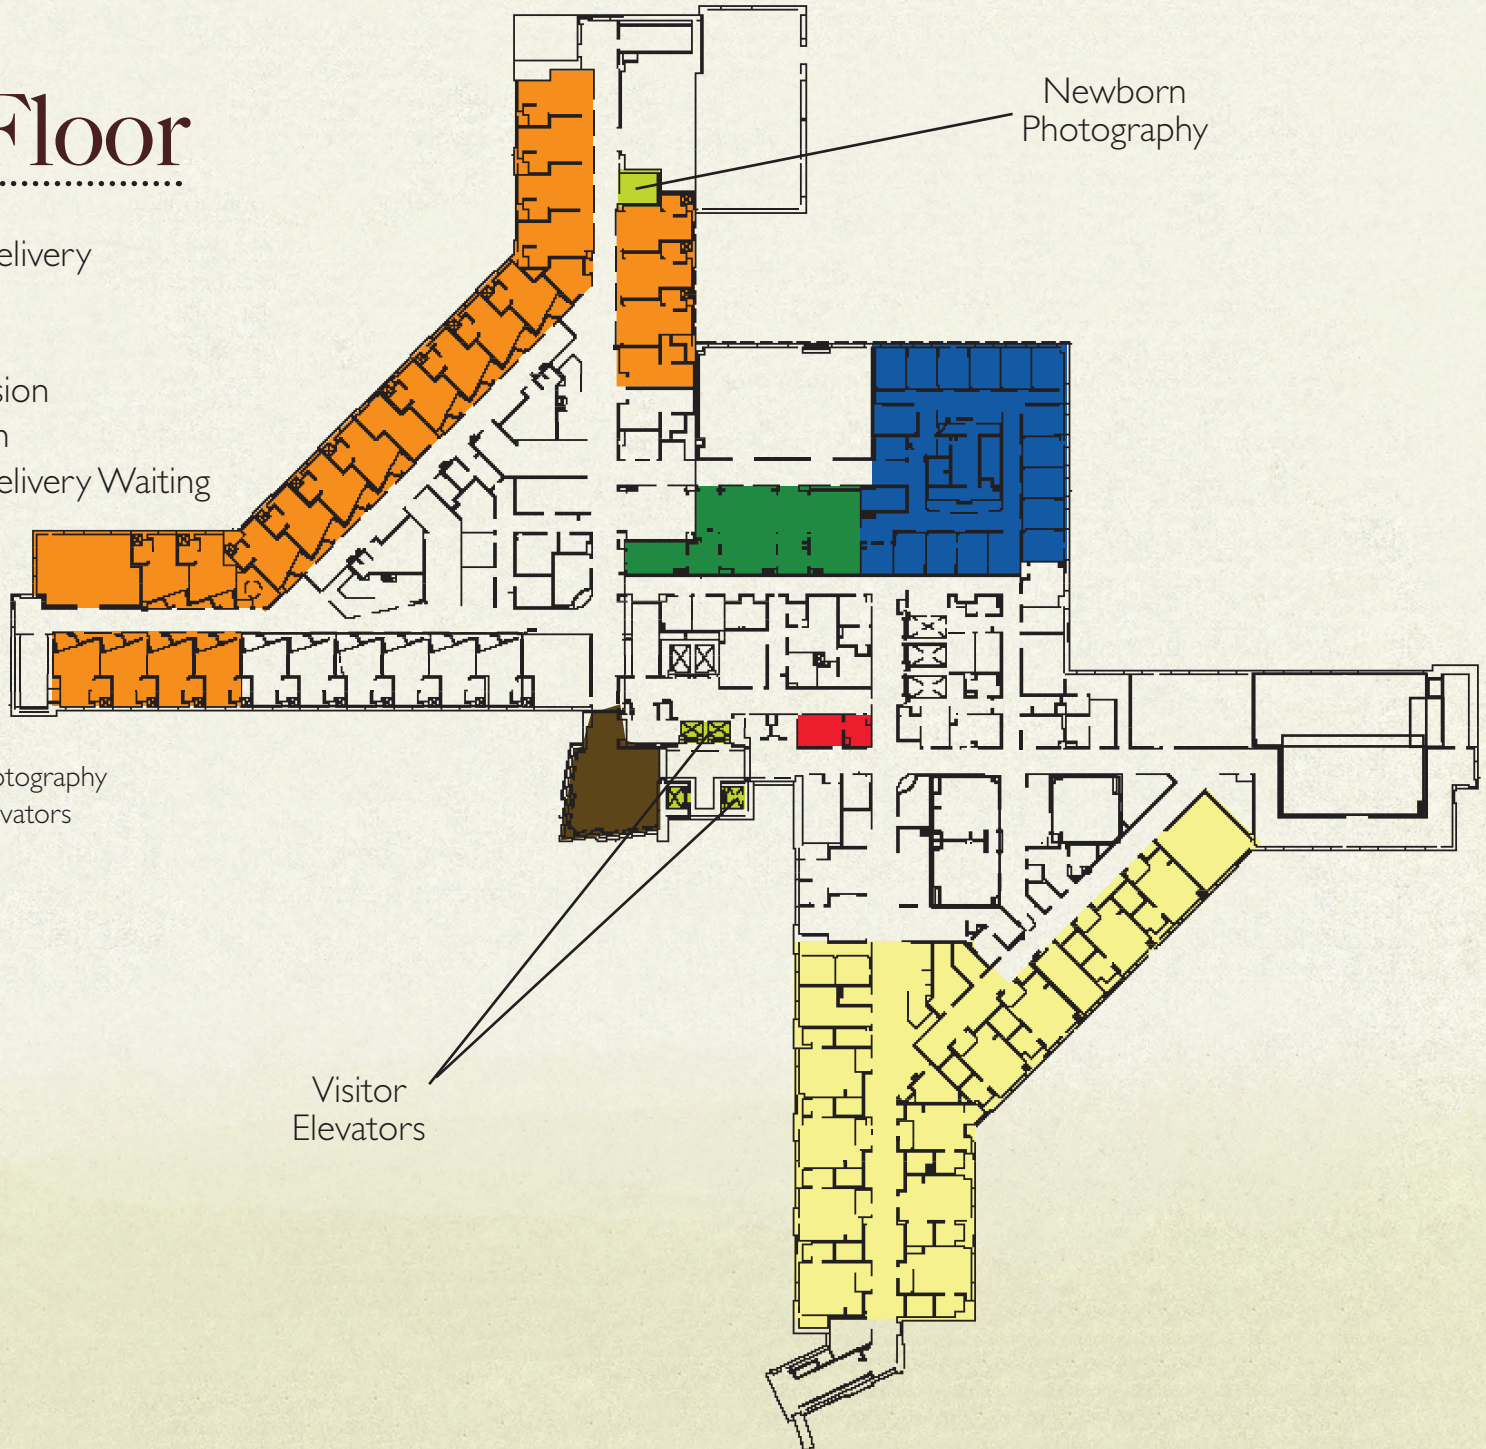 Floor
elivery
sion
n
elivery Waiting
otography
vators
Newborn
Photography
Visitor
Elevators